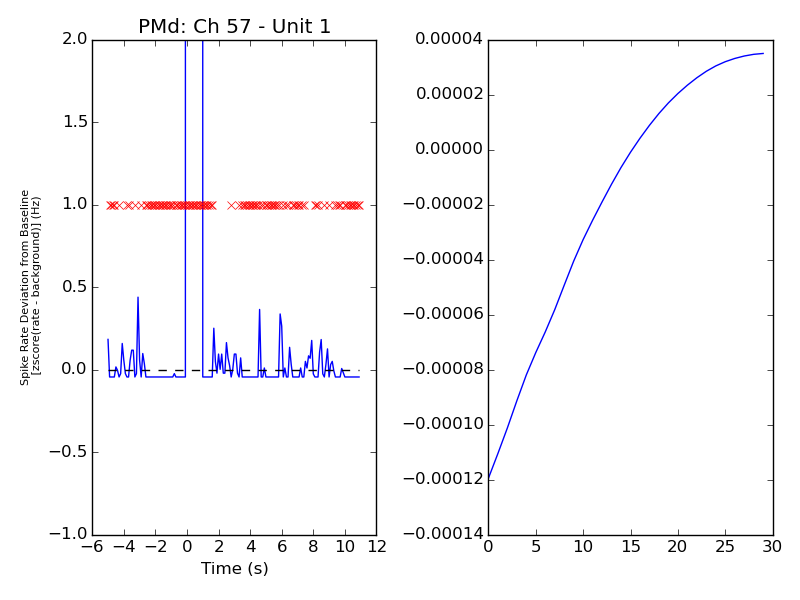 PMd: Ch 57 - Unit 1
Spike Rate Deviation from Baseline
[zscore(rate - background)] (Hz)
2.0
1.5
1.0
0.5
0.0
−0.5
−1.0
−6 −4 −2 0 2 4 6 8 10 12
Time (s)
0.00004
0.00002
0.00000
−0.00002
−0.00004
−0.00006
−0.00008
−0.00010
−0.00012
−0.00014
0 5 10 15 20 25 30